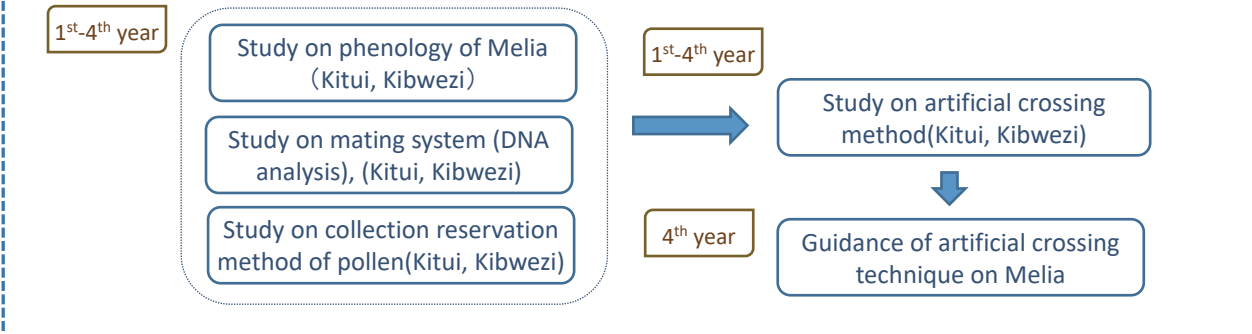 1st-4th year
Study on phenology of Melia
（Kitui, Kibwezi）
Study on mating system (DNA
analysis), (Kitui, Kibwezi)
Study on collection reservation
method of pollen(Kitui, Kibwezi)
1st-4th year
Study on artificial crossing
method(Kitui, Kibwezi)
4th year
Guidance of artificial crossing
technique on Melia